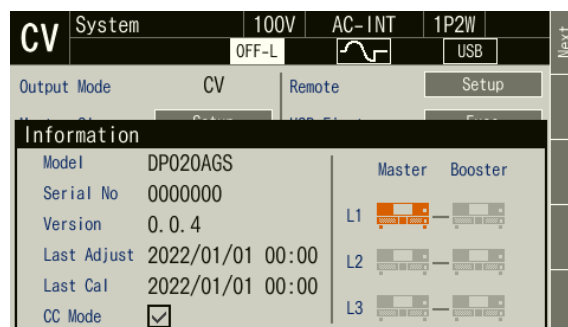 CV System 100V AC-INT 1P2W
OFF-L USB
Next
Output Mode CV Remote Setup
Information
Model DP020AGS
Serial No 0000000
Version 0.0.4
Last Adjust 2022/01/01 00:00
Last Cal 2022/01/01 00:00
CC Mode
Master Booster
L1
L2
L3